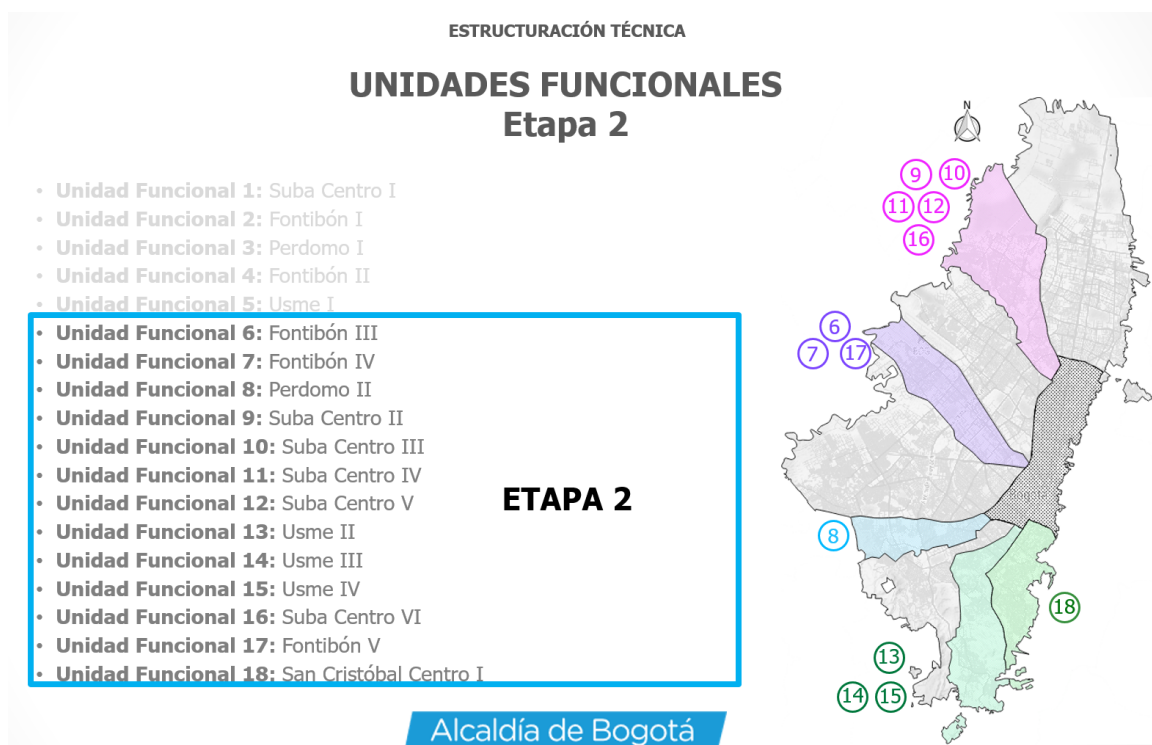 ESTRUCTURACIÓN TÉCNICA
UNIDADES FUNCIONALES
Etapa 2
• Unidad Funcional 1: Suba Centro I
• Unidad Funcional 2: Fontibón I
• Unidad Funcional 3: Perdomo I
• Unidad Funcional 4: Fontibón II
• Unidad Funcional 5: Usme I
• Unidad Funcional 6: Fontibón III
• Unidad Funcional 7: Fontibón IV
• Unidad Funcional 8: Perdomo II
• Unidad Funcional 9: Suba Centro II
• Unidad Funcional 10: Suba Centro III
• Unidad Funcional 11: Suba Centro IV
• Unidad Funcional 12: Suba Centro V
• Unidad Funcional 13: Usme II
• Unidad Funcional 14: Usme III
• Unidad Funcional 15: Usme IV
• Unidad Funcional 16: Suba Centro VI
• Unidad Funcional 17: Fontibón V
• Unidad Funcional 18: San Cristóbal Centro I
ETAPA 2
N
9 10
11 12
16
6
7 17
Bogotá
8
18
13
14 15
Alcaldía de Bogotá